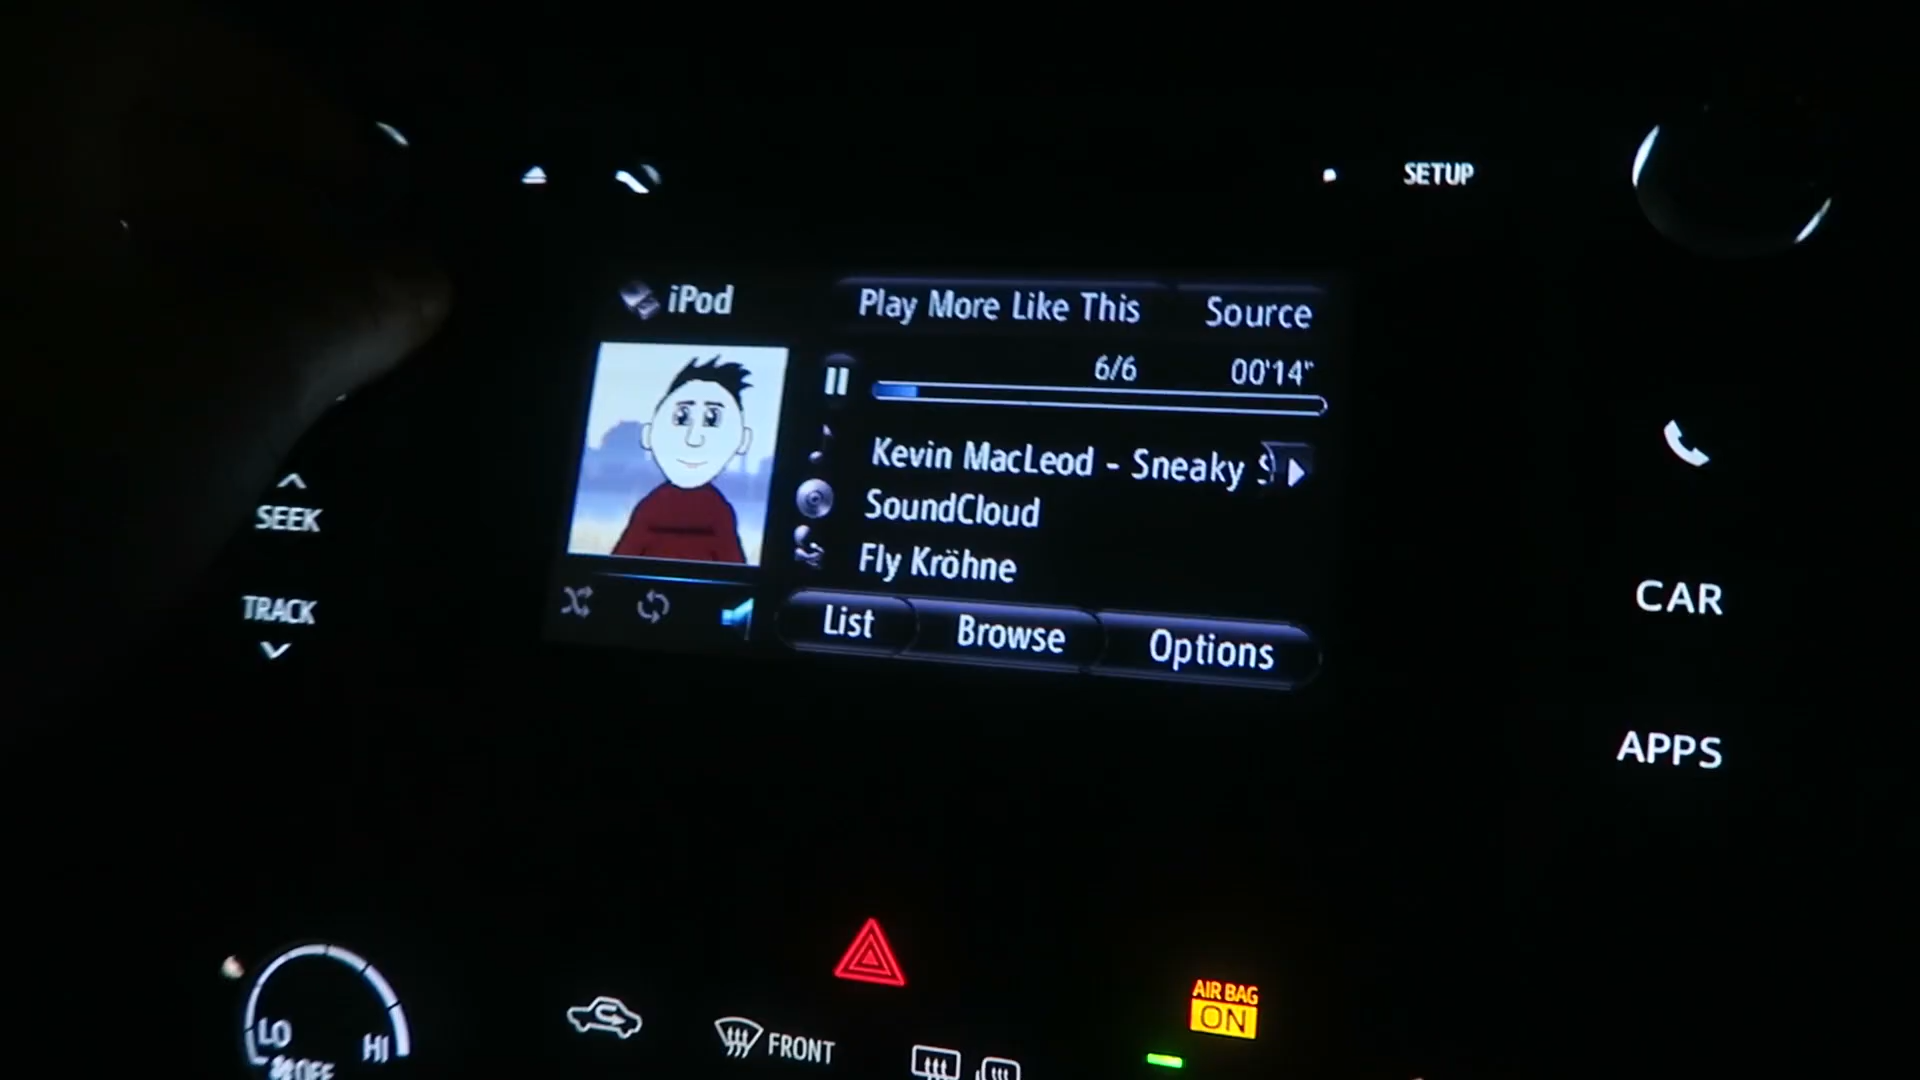 SETUP
iPod
Play More Like This
Source
6/6
00'14"
Kevin MacLeod - Sneaky
SoundCloud
Fly Kröhne
List
Browse
Options
SEEK
TRACK
CAR
APPS
AIR BAG
ON
LO
HI
OFF
FRONT